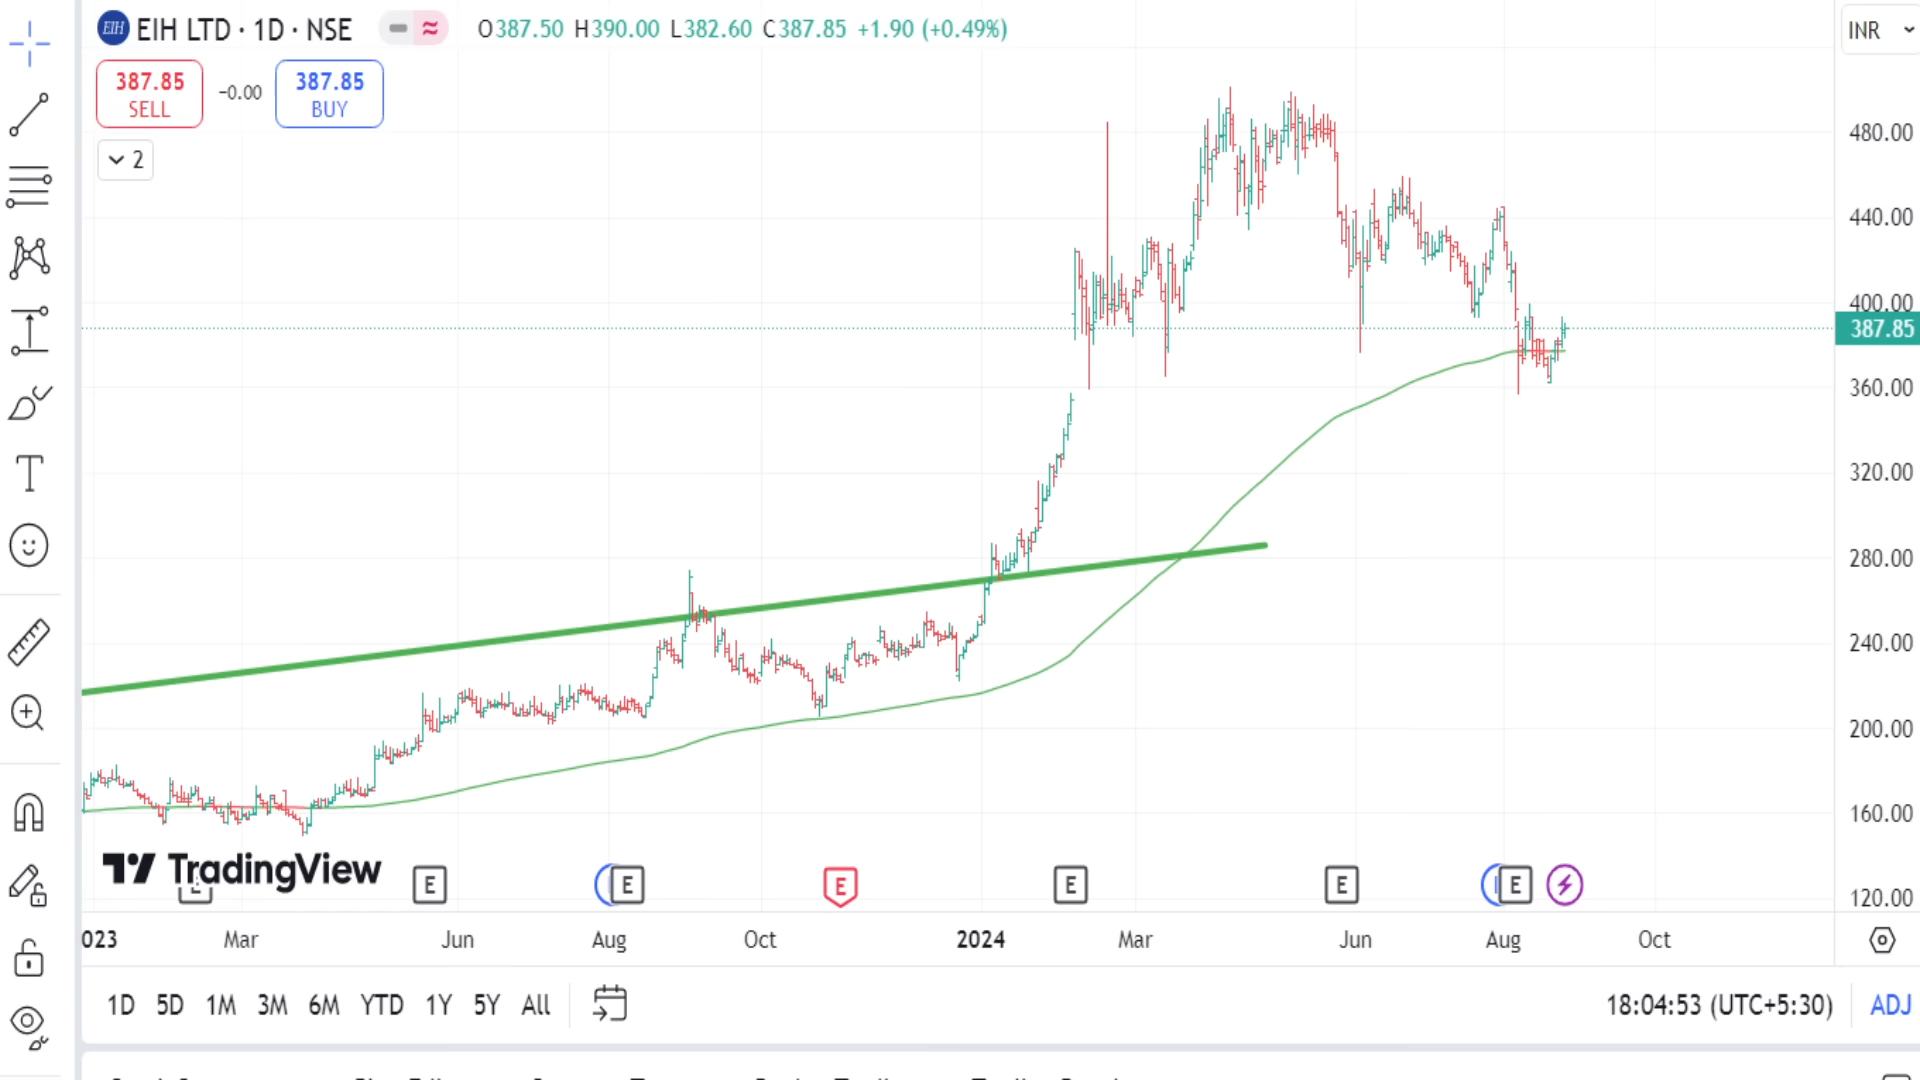 EIH EIH LTD · 1D · NSE O387.50 H390.00 L382.60 C387.85 +1.90 (+0.49%) INR
387.85 SELL -0.00 387.85 BUY
2
480.00
440.00
400.00
387.85
360.00
320.00
280.00
240.00
200.00
160.00
120.00
TradingView
E E E E E E E
023 Mar Jun Aug Oct 2024 Mar Jun Aug Oct
1D 5D 1M 3M 6M YTD 1Y 5Y All 18:04:53 (UTC+5:30) ADJ